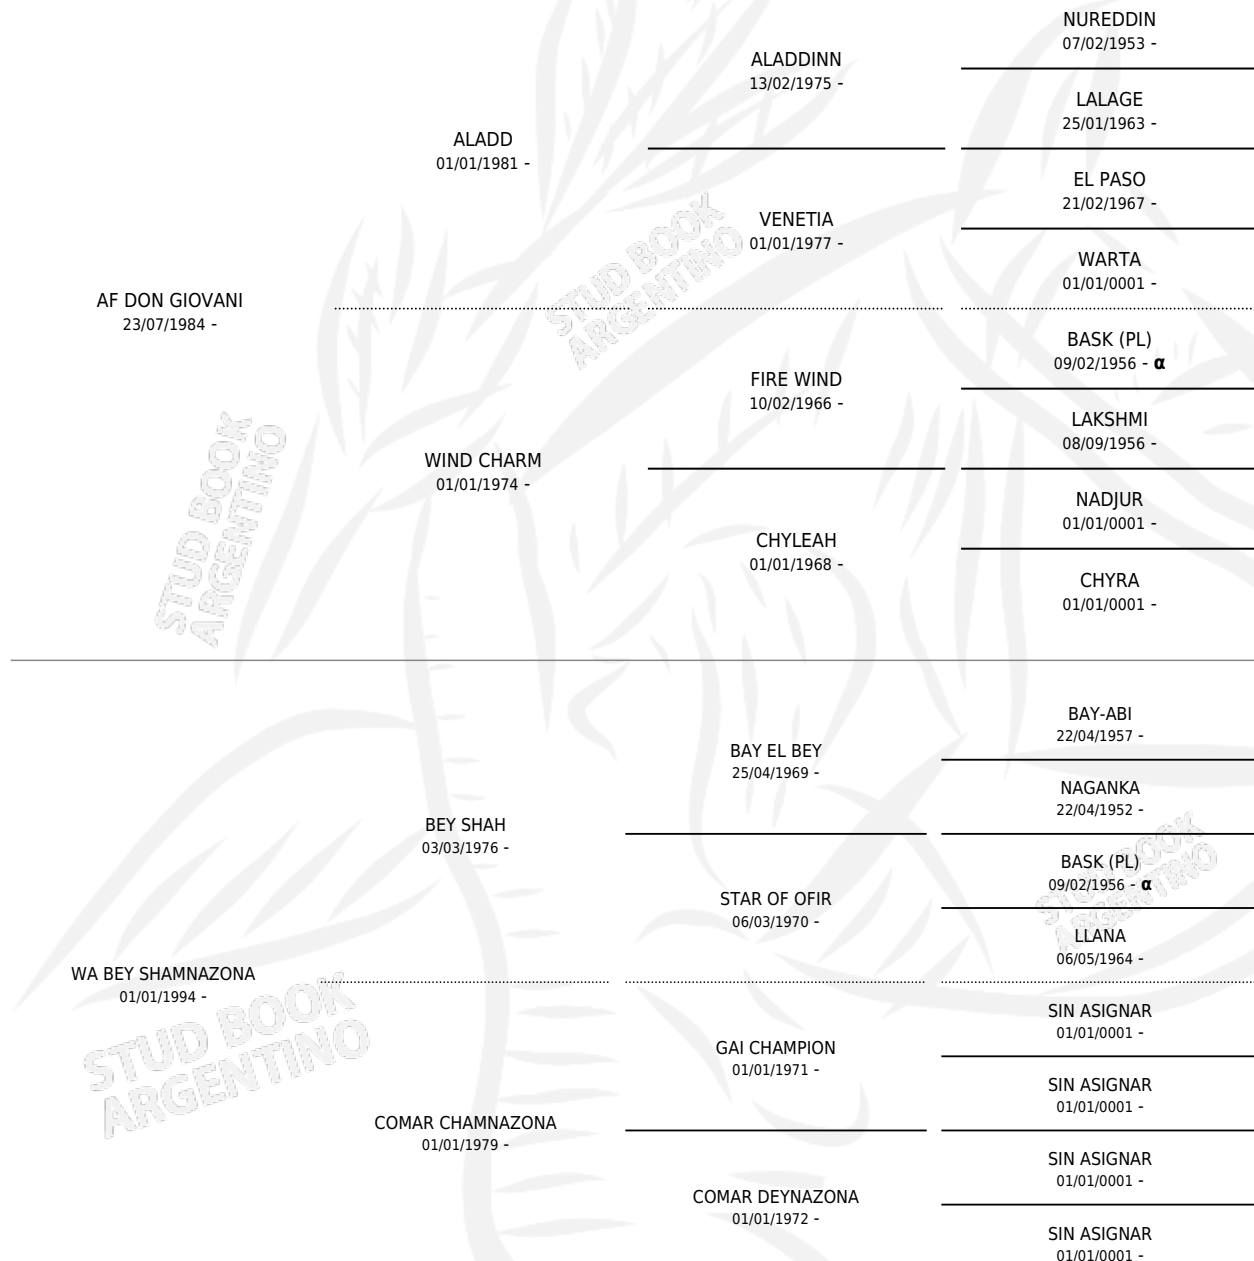 NUREDDIN
07/02/1953 -
ALADDINN
13/02/1975 -
LALAGE
25/01/1963 -
ALADD
01/01/1981 -
EL PASO
21/02/1967 -
VENETIA
01/01/1977 -
WARTA
01/01/0001 -
AF DON GIOVANI
23/07/1984 -
BASK (PL)
09/02/1956 - α
FIRE WIND
10/02/1966 -
LAKSHMI
08/09/1956 -
WIND CHARM
01/01/1974 -
NADJUR
01/01/0001 -
CHYLEAH
01/01/1968 -
CHYRA
01/01/0001 -
BAY-ABI
22/04/1957 -
BAY EL BEY
25/04/1969 -
NAGANKA
22/04/1952 -
BEY SHAH
03/03/1976 -
BASK (PL)
09/02/1956 - α
STAR OF OFIR
06/03/1970 -
LLANA
06/05/1964 -
WA BEY SHAMNAZONA
01/01/1994 -
SIN ASIGNAR
01/01/0001 -
GAI CHAMPION
01/01/1971 -
SIN ASIGNAR
01/01/0001 -
COMAR CHAMNAZONA
01/01/1979 -
SIN ASIGNAR
01/01/0001 -
COMAR DEYNAZONA
01/01/1972 -
SIN ASIGNAR
01/01/0001 -
STUD BOOK
ARGENTINO
STUD BOOK
ARGENTINO
STUD BOOK
ARGENTINO
STUD BOOK
ARGENTINO